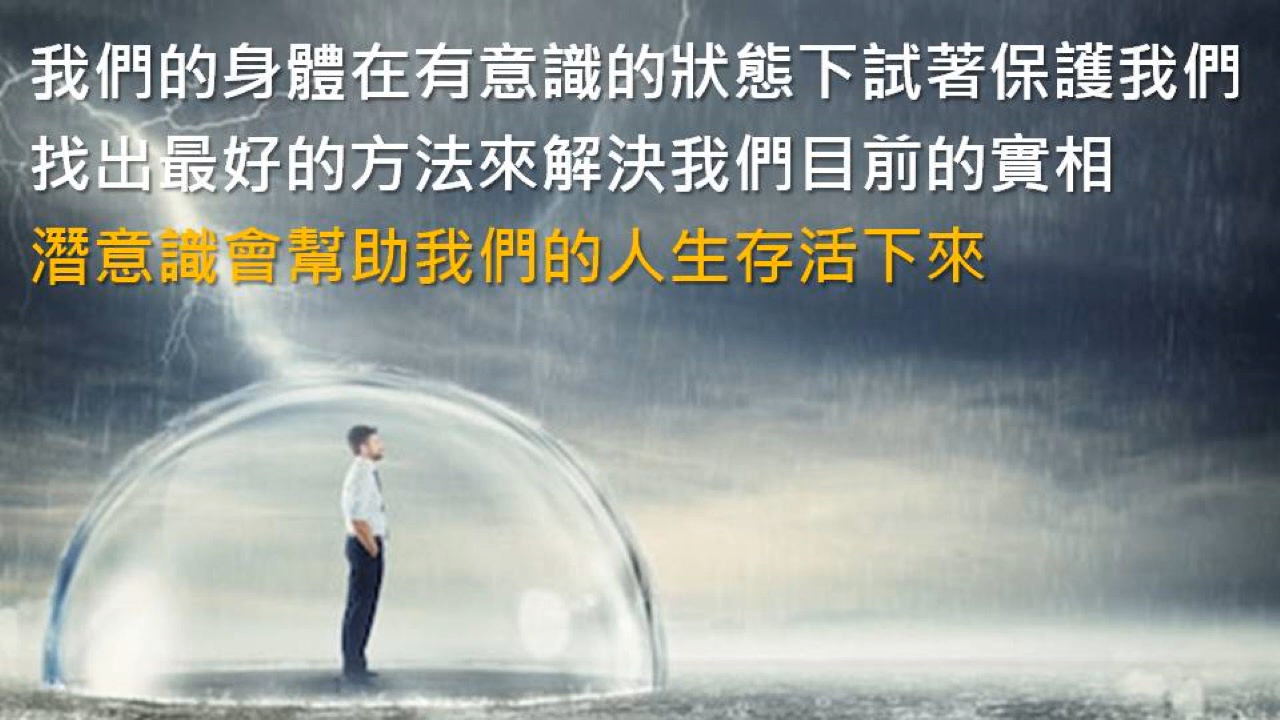 我們的身體在有意識的狀態下試著保護我們
找出最好的方法來解決我們目前的實相
潛意識會幫助我們的人生存活下來